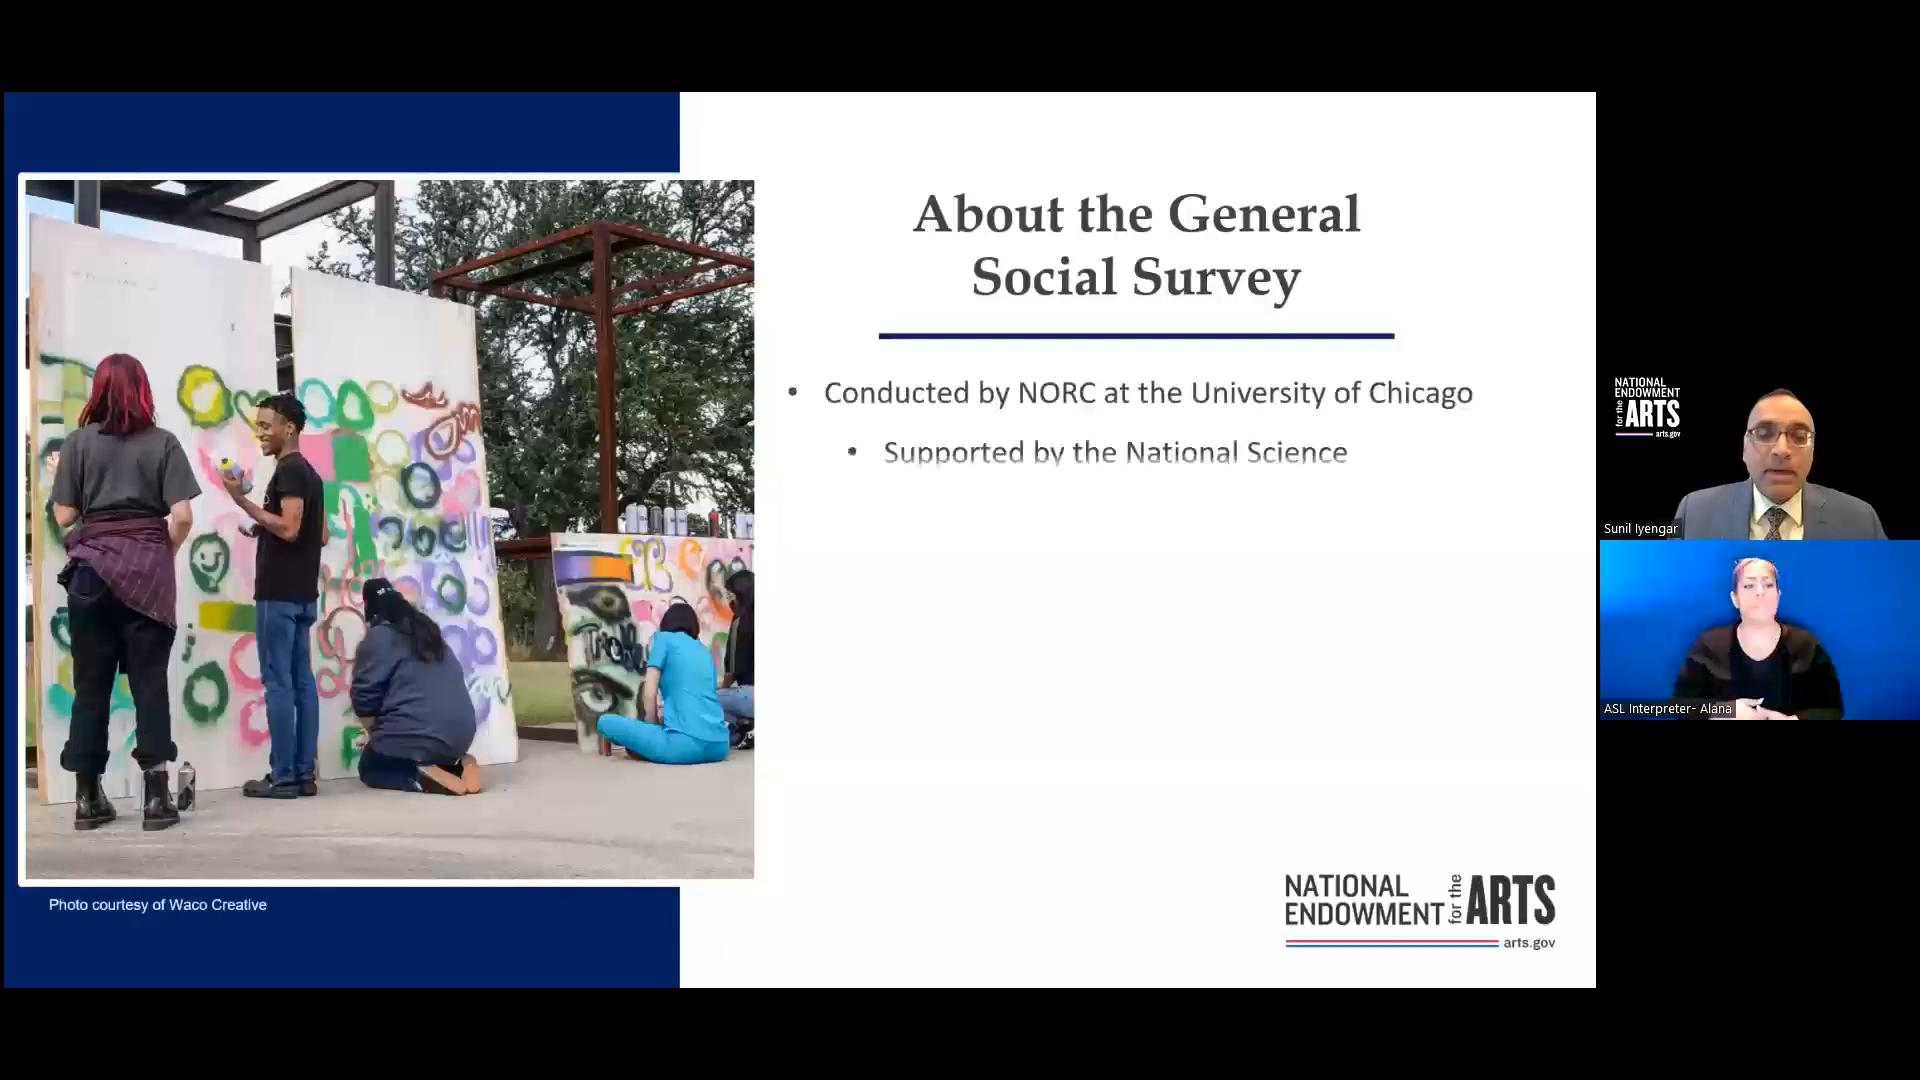 About the General
Social Survey
• Conducted by NORC at the University of Chicago
• Supported by the National Science
Photo courtesy of Waco Creative
NATIONAL
ENDOWMENT
for the
ARTS
arts.gov
NATIONAL
ENDOWMENT
for the
ARTS
arts.gov
Sunil Iyengar
ASL Interpreter- Alana